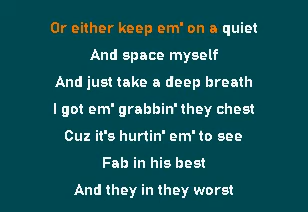 Or either keep em' on a quiet
And space myself
And just take a deep breath
I got em' grabbin' they chest
Cuz it's hurtin' em' to see
Fab in his best
And they in they worst